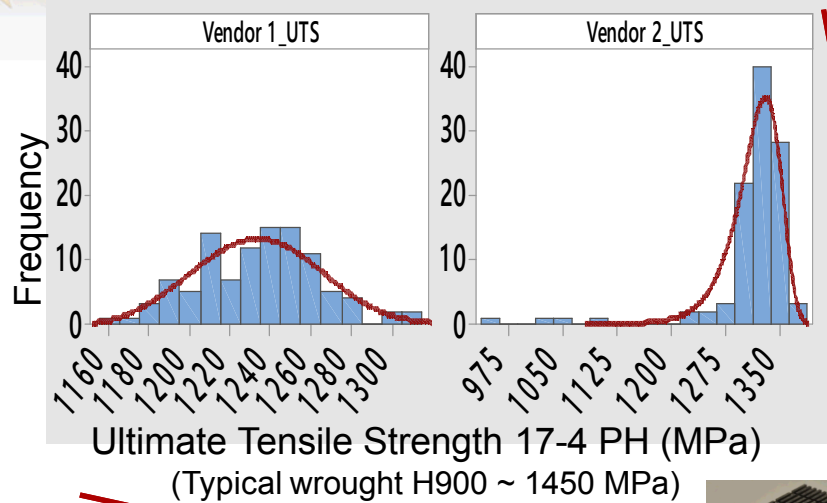 Vendor 1_UTS
Vendor 2_UTS
Frequency
40
30
20
10
0
40
30
20
10
0
1160 1180 1200 1220 1240 1260 1280 1300
975 1050 1125 1200 1275 1350
Ultimate Tensile Strength 17-4 PH (MPa)
(Typical wrought H900 ~ 1450 MPa)